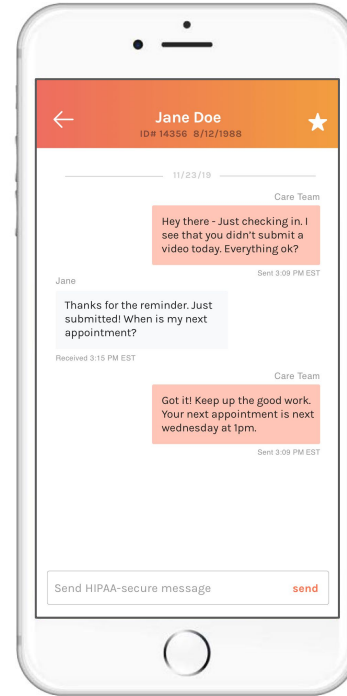 Jane Doe
ID# 14356  8/12/1988
11/23/19
Care Team
Hey there - Just checking in. I
see that you didn't submit a
video today. Everything ok?
Sent 3:09 PM EST
Jane
Thanks for the reminder. Just
submitted! When is my next
appointment?
Received 3:15 PM EST
Care Team
Got it! Keep up the good work.
Your next appointment is next
wednesday at 1pm.
Sent 3:09 PM EST
Send HIPAA-secure message
send